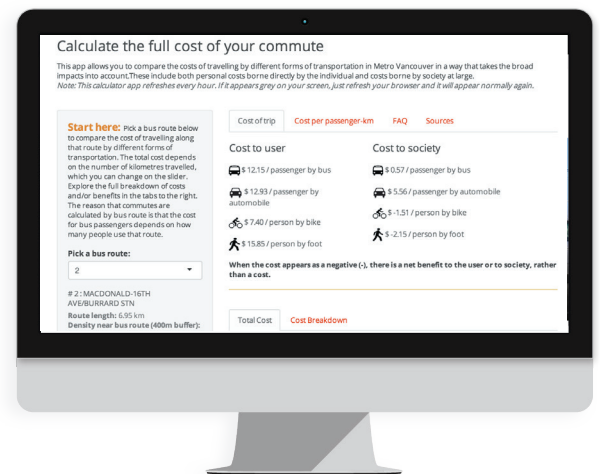 Calculate the full cost of your commute
This app allows you to compare the costs of travelling by different forms of transportation in Metro Vancouver in a way that takes the broad
impacts into account.These include both personal costs borne directly by the individual and costs borne by society at large.
Note: This calculator app refreshes every hour. If it appears grey on your screen, just refresh your browser and it will appear normally again.
Start here: Pick a bus route below
to compare the cost of travelling along
that route by different forms of
transportation. The total cost depends
on the number of kilometres travelled,
which you can change on the slider.
Explore the full breakdown of costs
and/or benefits in the tabs to the right.
The reason that commutes are
calculated by bus route is that the cost
for bus passengers depends on how
many people use that route.
Pick a bus route:
2
# 2 : MACDONALD-16TH
AVE/BURRARD STN
Route length: 6.95 km
Density near bus route (400m buffer):
Cost of trip Cost per passenger-km FAQ Sources
Cost to user
$ 12.15 / passenger by bus
$ 12.93 / passenger by
automobile
$ 7.40 / person by bike
$ 15.85 / person by foot
Cost to society
$ 0.57 / passenger by bus
$ 5.56 / passenger by automobile
$ -1.51 / person by bike
$ -2.15 / person by foot
When the cost appears as a negative (-), there is a net benefit to the user or to society, rather
than a cost.
Total Cost Cost Breakdown